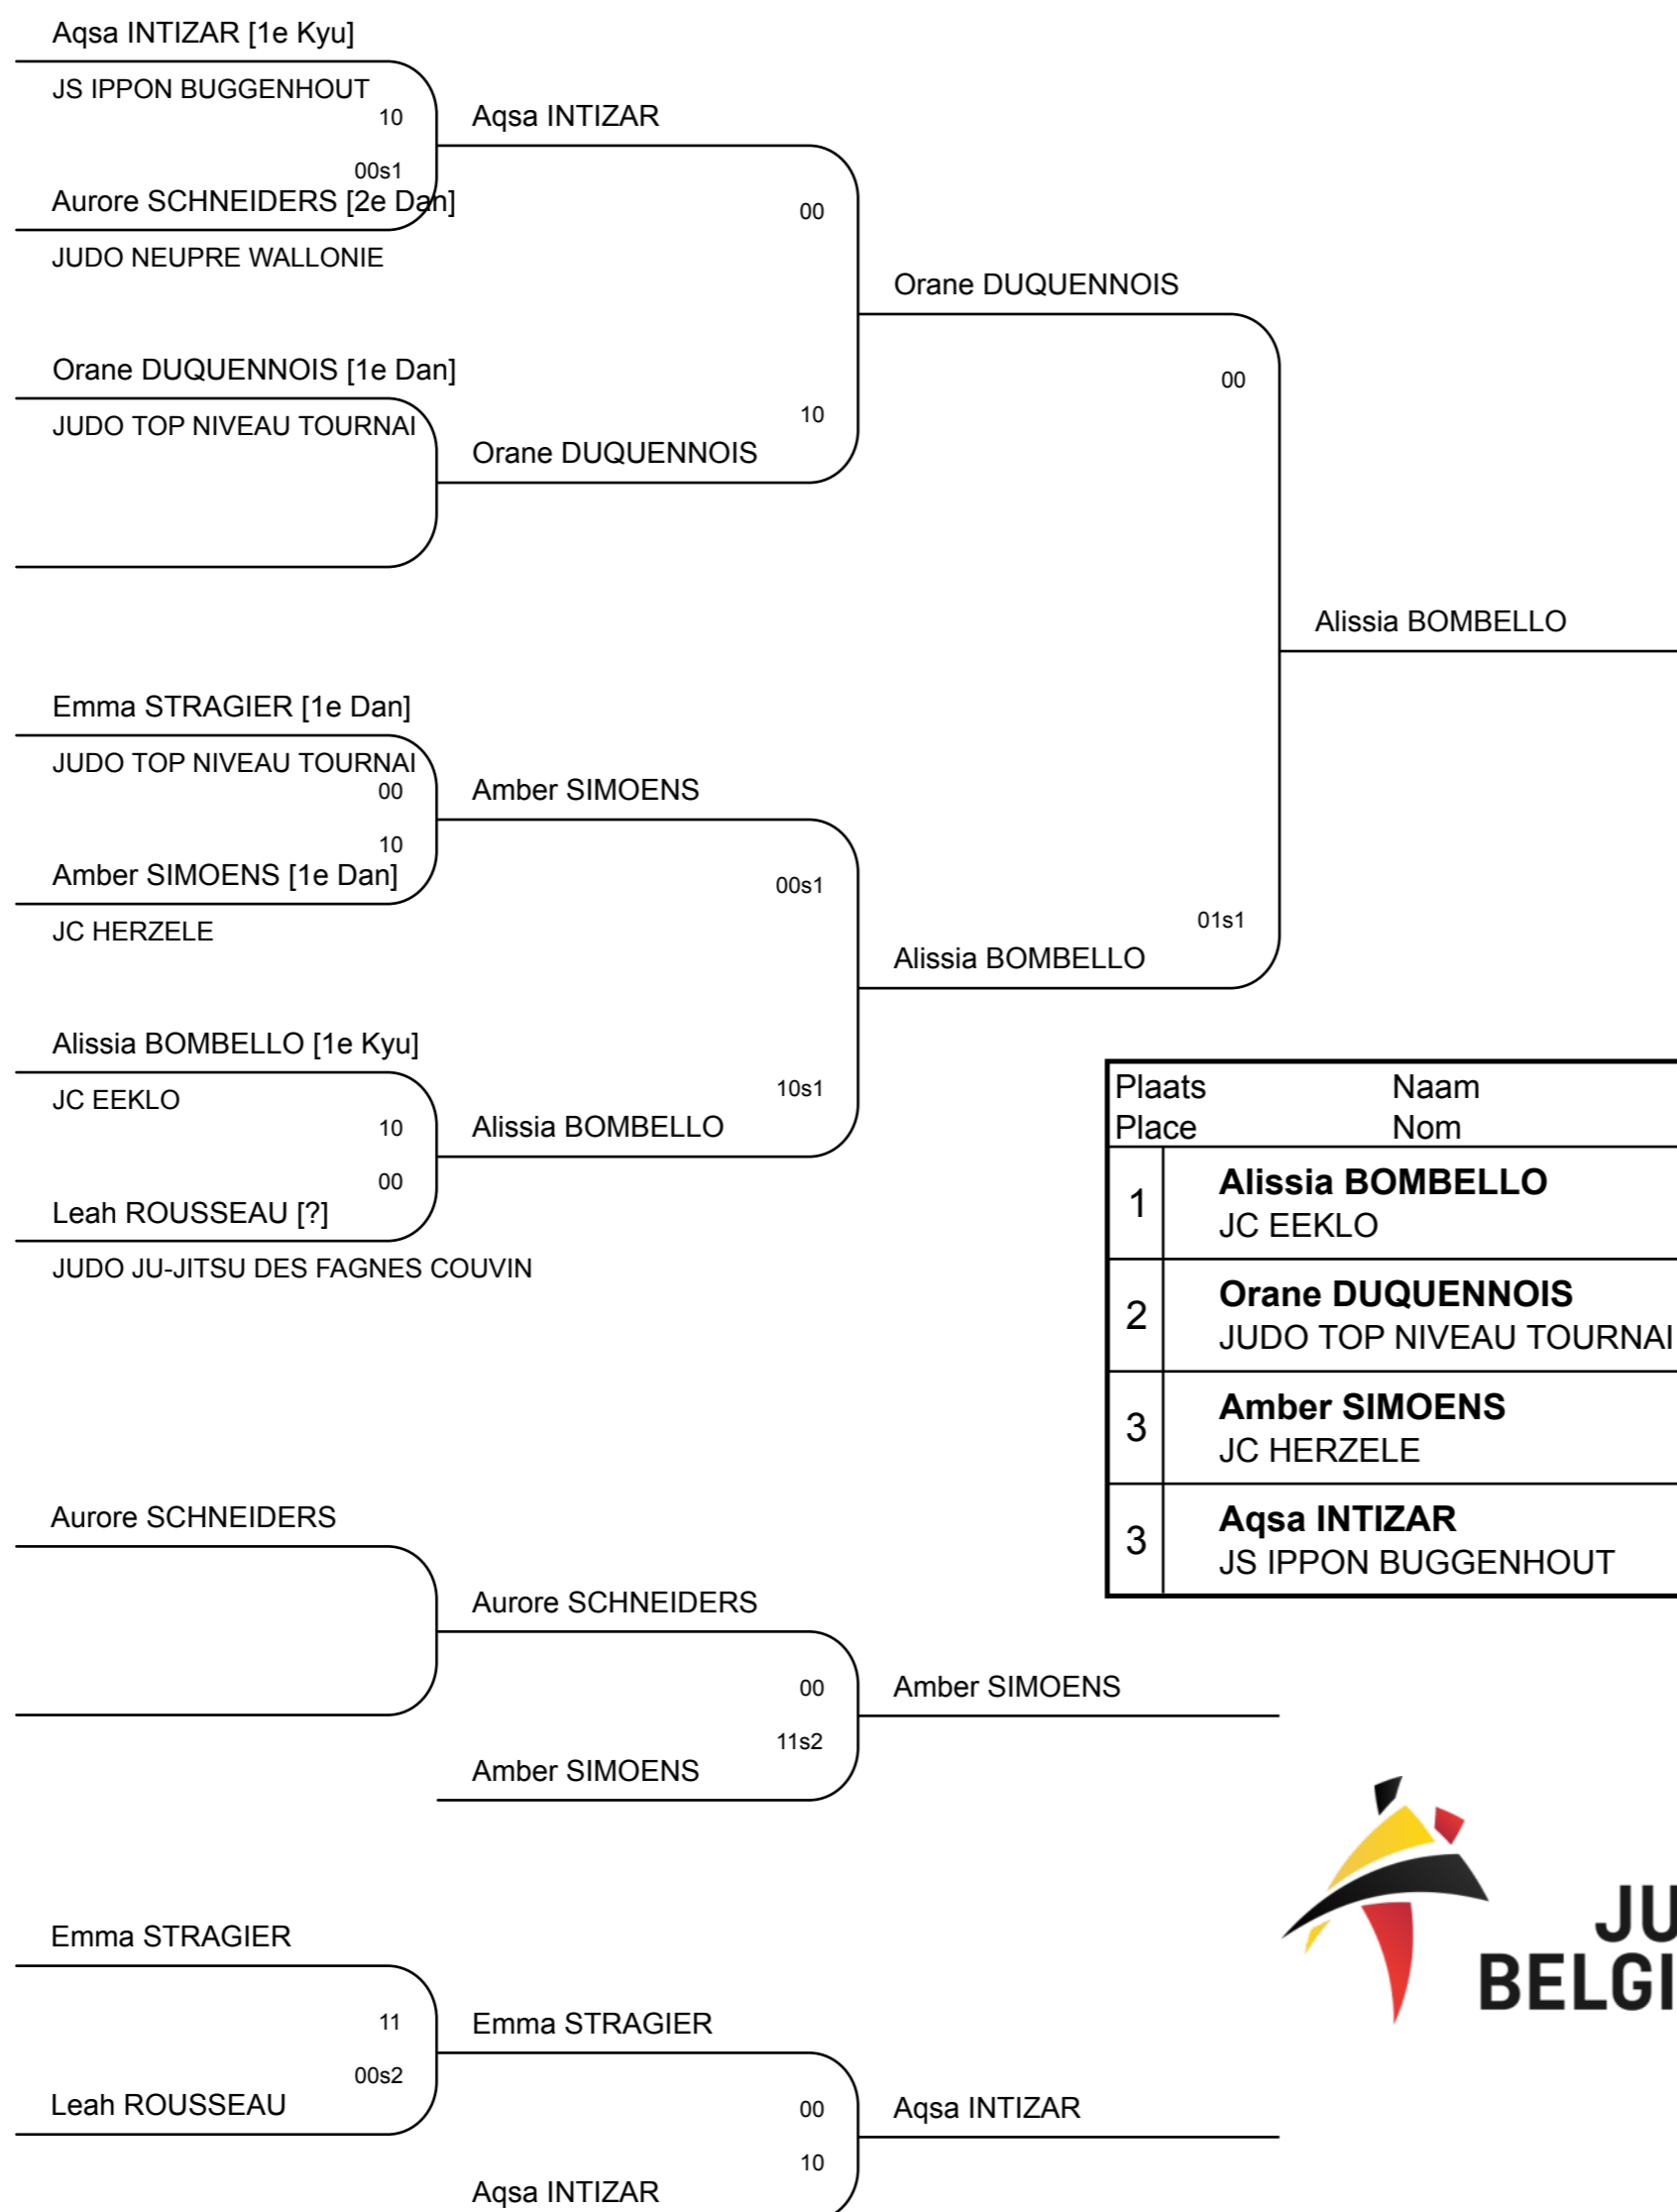 Aqsa INTIZAR [1e Kyu]
JS IPPON BUGGENHOUT
10
Aqsa INTIZAR
00s1
Aurore SCHNEIDERS [2e Dan]
00
JUDO NEUPRE WALLONIE
Orane DUQUENNOIS
Orane DUQUENNOIS [1e Dan]
00
JUDO TOP NIVEAU TOURNAI
10
Orane DUQUENNOIS
Alissia BOMBELLO
Emma STRAGIER [1e Dan]
JUDO TOP NIVEAU TOURNAI
00
Amber SIMOENS
10
Amber SIMOENS [1e Dan]
00s1
JC HERZELE
01s1
Alissia BOMBELLO
Alissia BOMBELLO [1e Kyu]
JC EEKLO
10s1
10
Alissia BOMBELLO
00
Leah ROUSSEAU [?]
JUDO JU-JITSU DES FAGNES COUVIN
Plaats Naam
Place Nom
1 Alissia BOMBELLO
JC EEKLO
2 Orane DUQUENNOIS
JUDO TOP NIVEAU TOURNAI
3 Amber SIMOENS
JC HERZELE
3 Aqsa INTIZAR
JS IPPON BUGGENHOUT
Aurore SCHNEIDERS
Aurore SCHNEIDERS
00
Amber SIMOENS
11s2
Amber SIMOENS
Emma STRAGIER
11
Emma STRAGIER
00s2
Leah ROUSSEAU
00
Aqsa INTIZAR
10
Aqsa INTIZAR
JU
BELGI